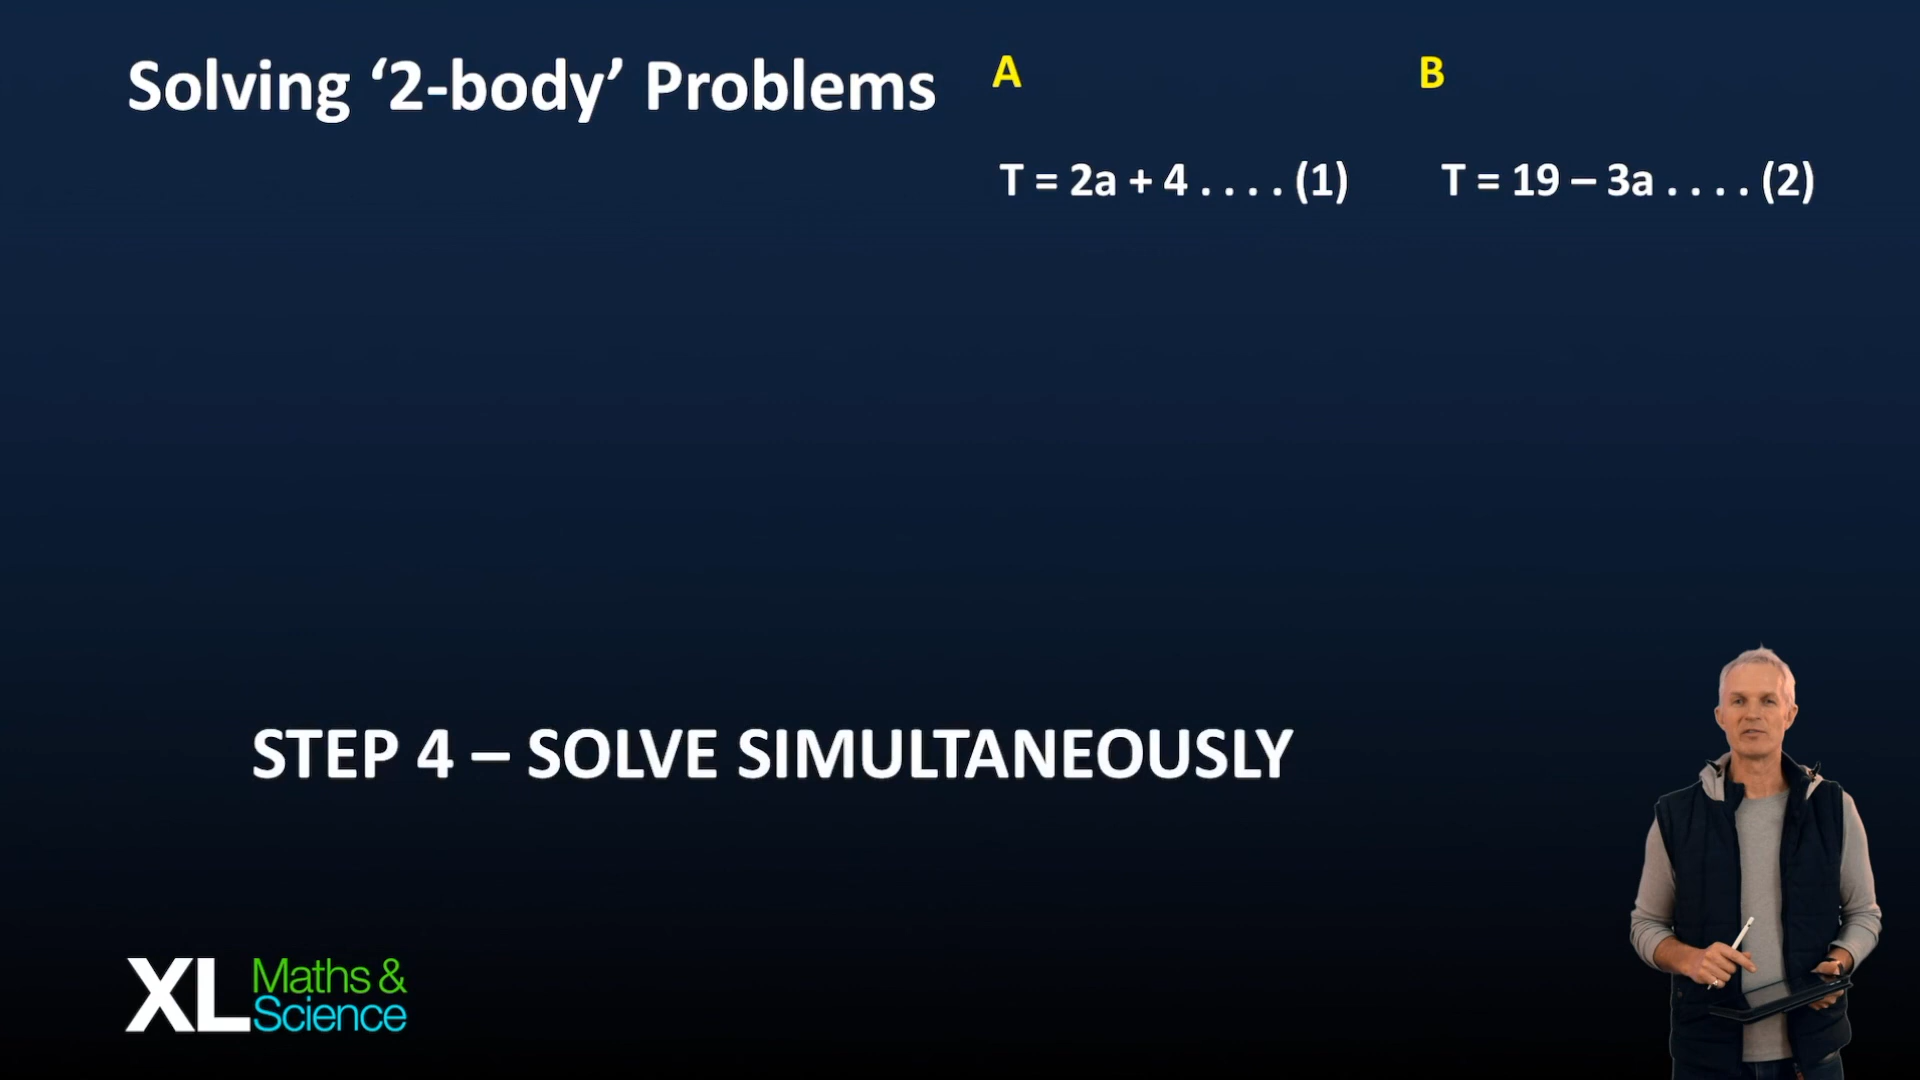 Solving ‘2-body’ Problems
A
B
T = 2a + 4 . . . . (1)
T = 19 – 3a . . . . (2)
STEP 4 – SOLVE SIMULTANEOUSLY
XL Maths &
Science